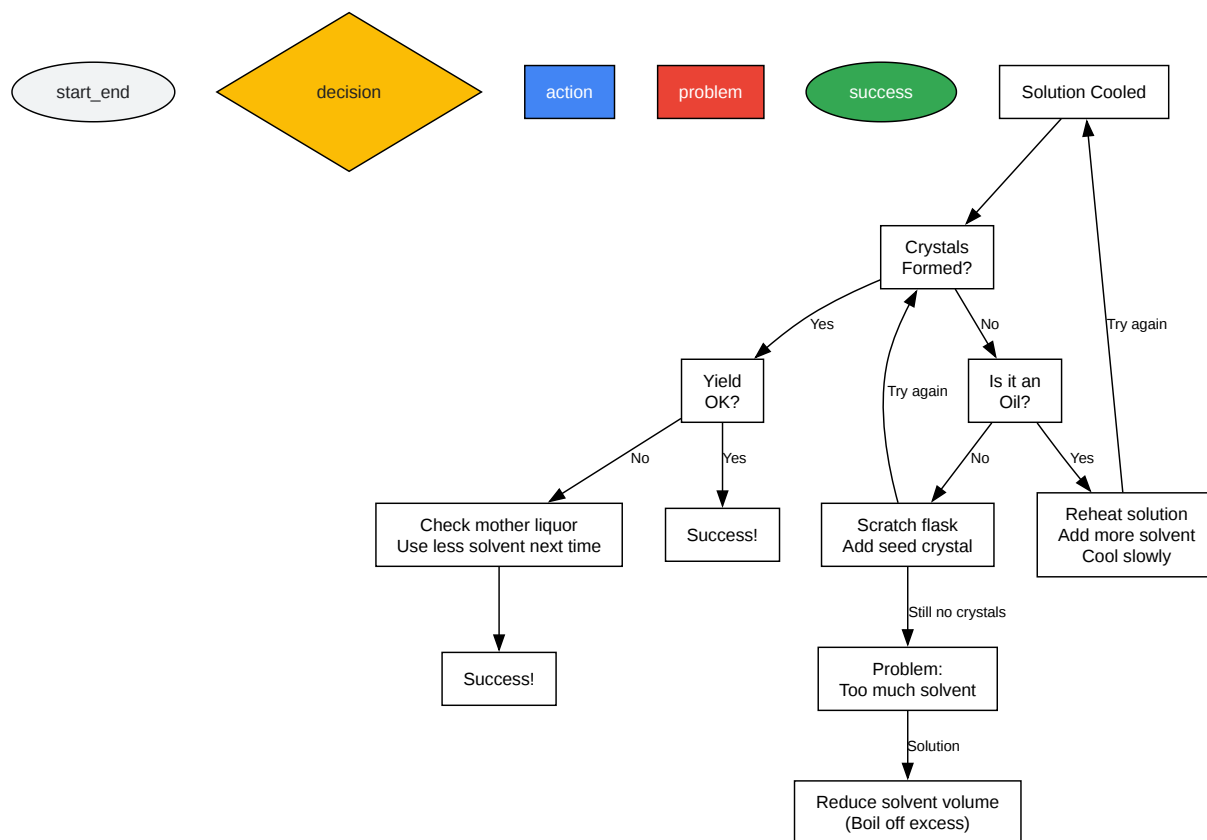 start_end
decision
action
problem
success
Solution Cooled
Crystals
Formed?
Yes
No
Yield
OK?
Try again
Is it an
Oil?
Try again
No
Yes
No
Yes
Check mother liquor
Use less solvent next time
Success!
Scratch flask
Add seed crystal
Reheat solution
Add more solvent
Cool slowly
Still no crystals
Success!
Problem:
Too much solvent
Solution
Reduce solvent volume
(Boil off excess)